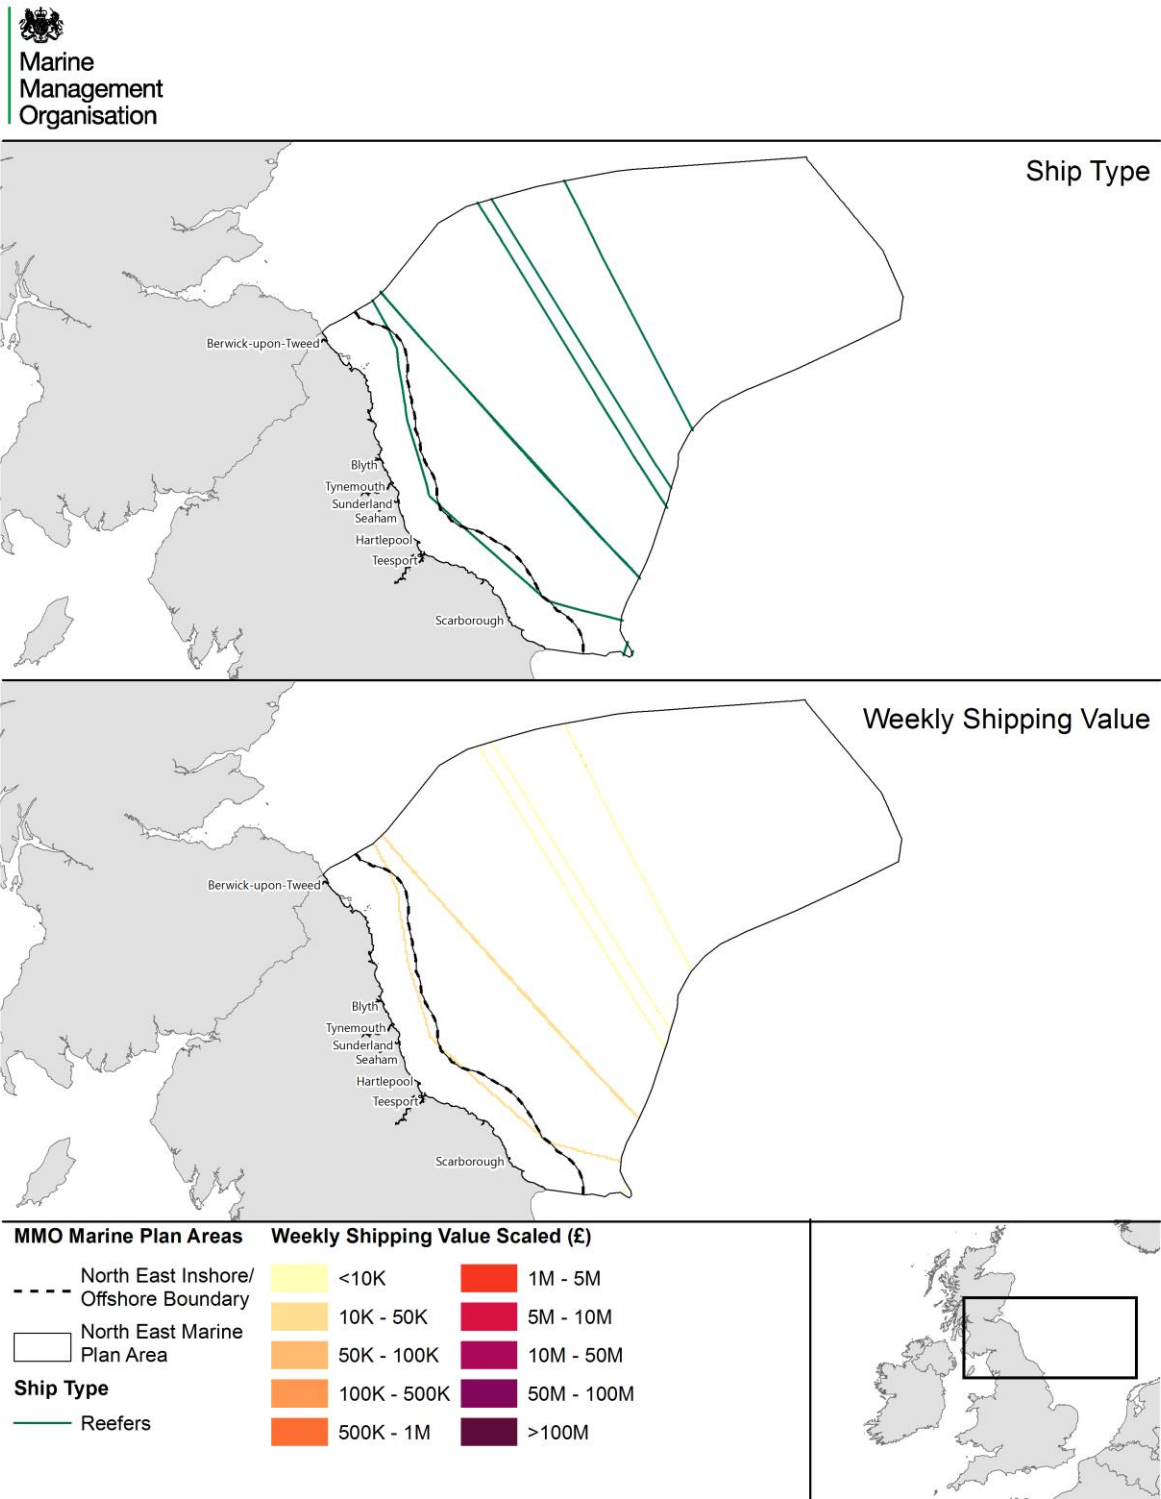 Marine
Management
Organisation
Ship Type
Berwick-upon-Tweed
Blyth
Tynemouth
Sunderland
Seaham
Hartlepool
Teesport
Scarborough
Weekly Shipping Value
Berwick-upon-Tweed
Blyth
Tynemouth
Sunderland
Seaham
Hartlepool
Teesport
Scarborough
MMO Marine Plan Areas
North East Inshore/
Offshore Boundary
North East Marine
Plan Area
Ship Type
Reefers
Weekly Shipping Value Scaled (£)
<10K
10K - 50K
50K - 100K
100K - 500K
500K - 1M
1M - 5M
5M - 10M
10M - 50M
50M - 100M
>100M